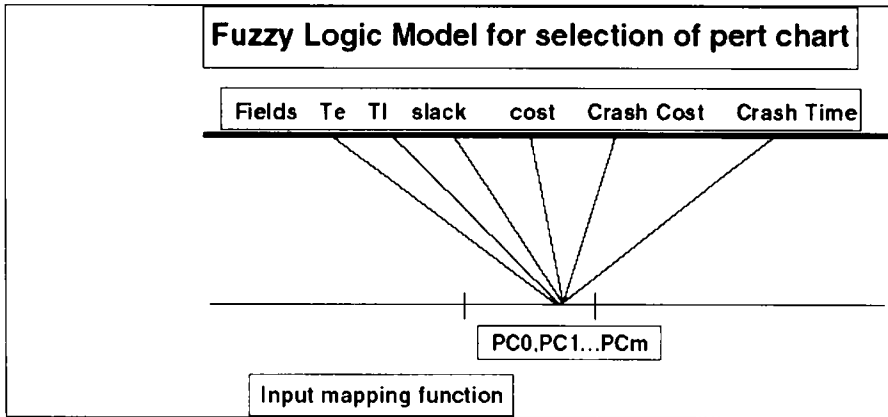 Fuzzy Logic Model for selection of pert chart
Fields Te Tl slack cost Crash Cost Crash Time
PC0,PC1...PCm
Input mapping function